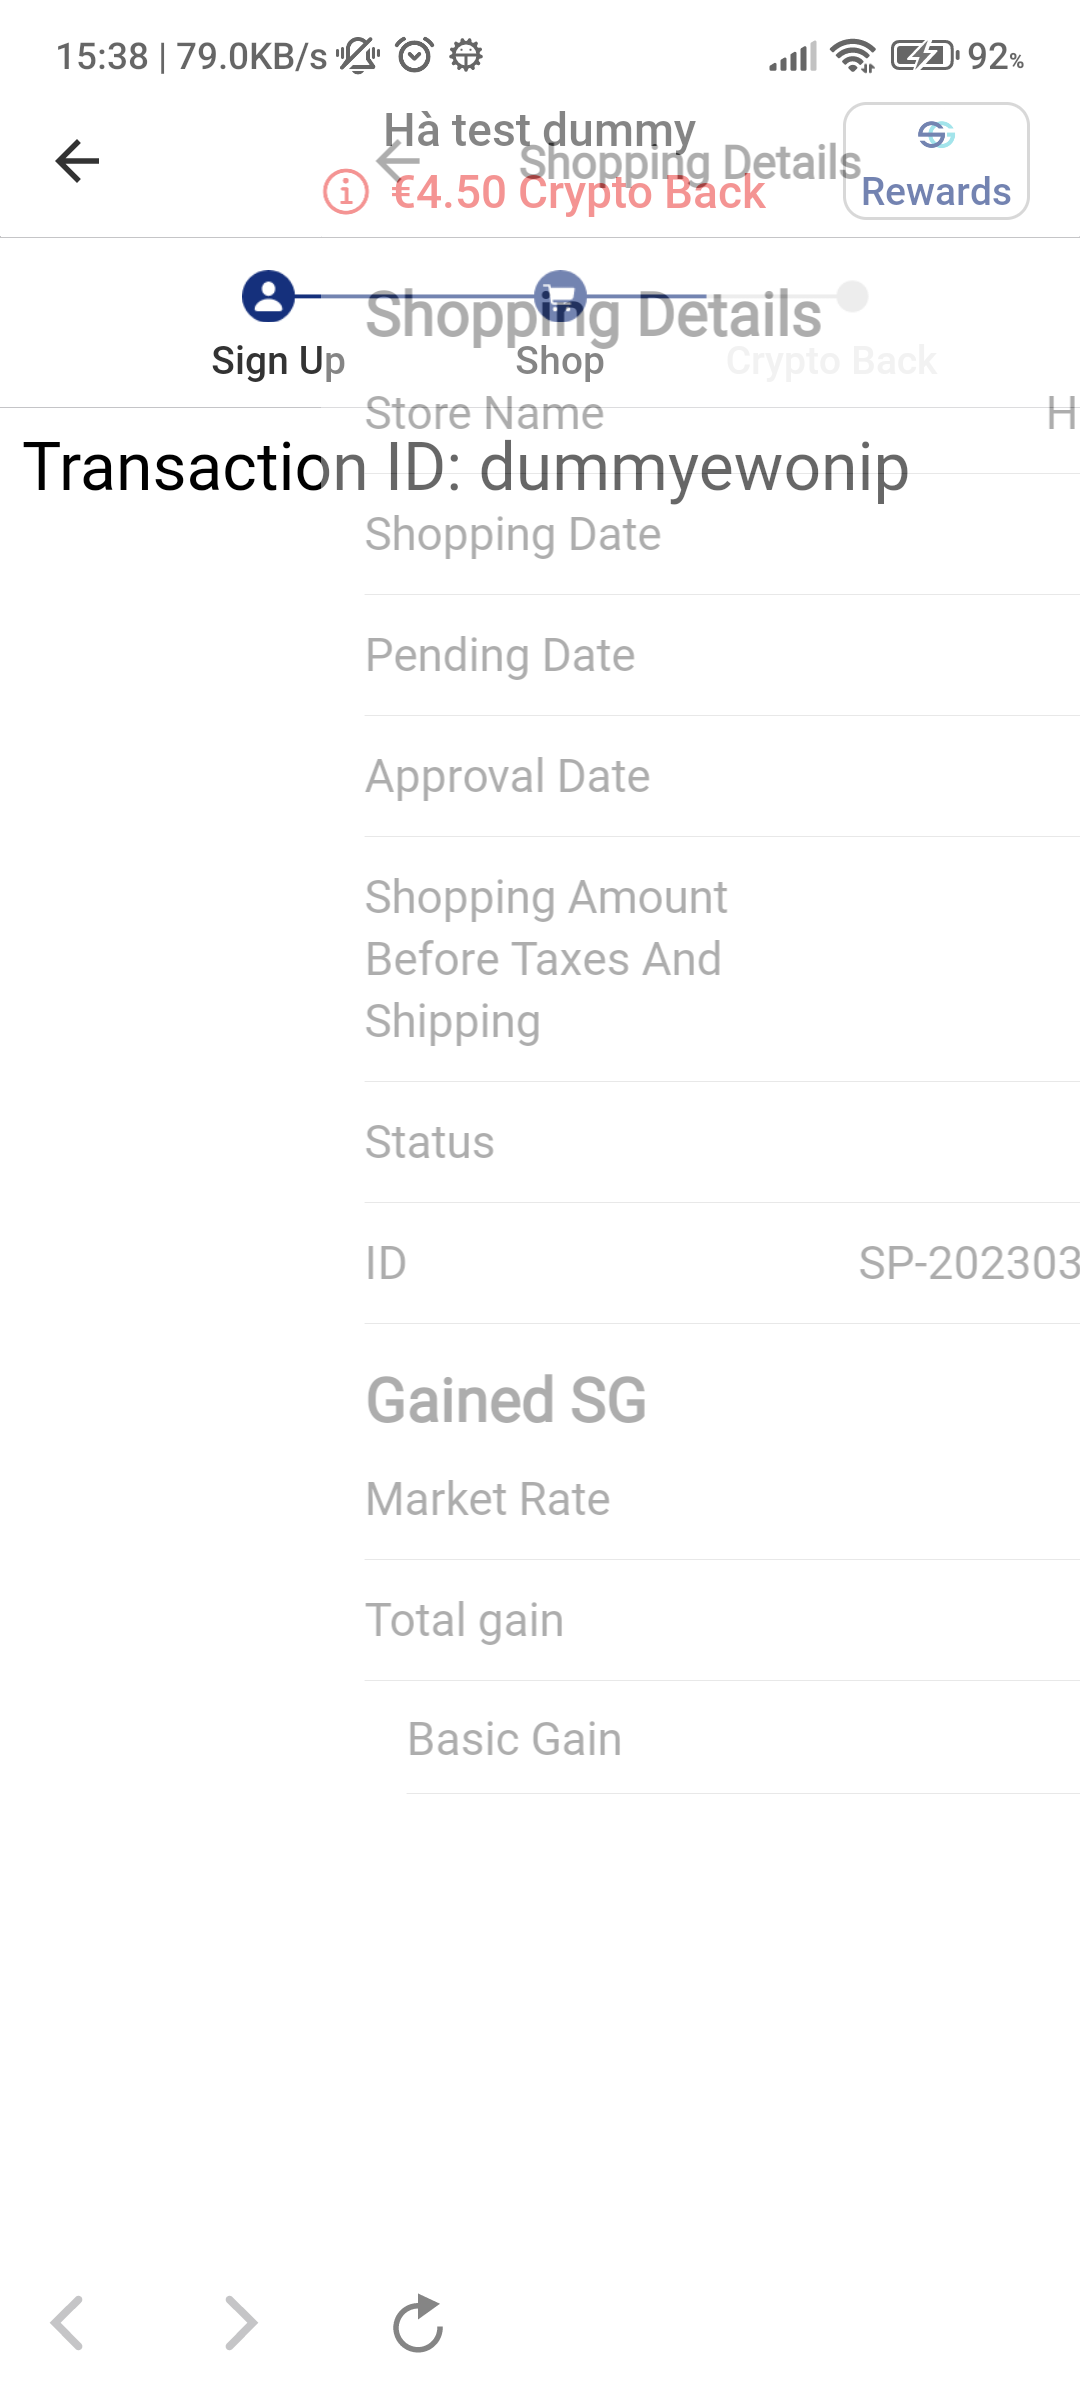 15:38 | 79.0KB/s
92%
Hà test dummy
Shopping Details
€4.50 Crypto Back
Rewards
Shopping Details
Sign Up
Shop
Crypto Back
Store Name
H
Transaction ID: dummyewonip
Shopping Date
Pending Date
Approval Date
Shopping Amount
Before Taxes And
Shipping
Status
ID
SP-202303
Gained SG
Market Rate
Total gain
Basic Gain